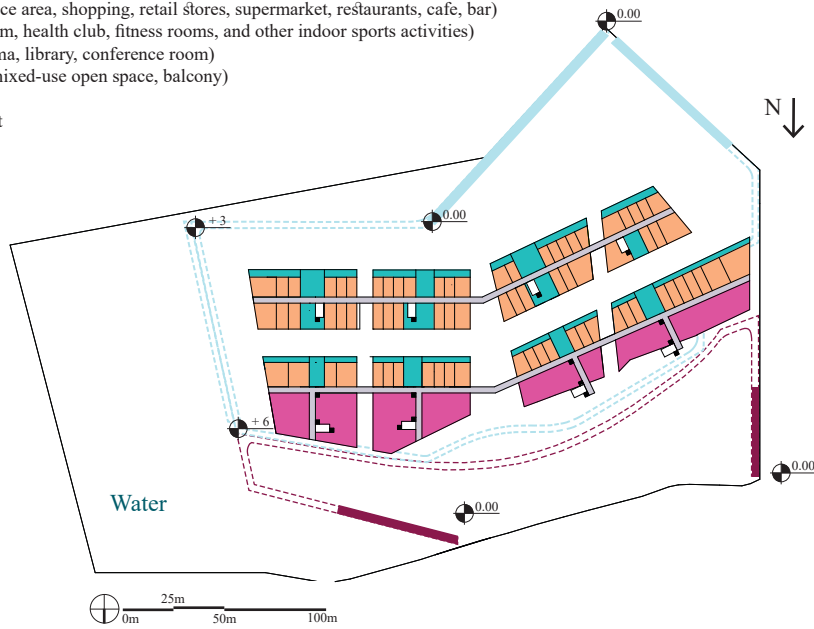 ce area, shopping, retail stores, supermarket, restaurants, cafe, bar)
m, health club, fitness rooms, and other indoor sports activities)
ma, library, conference room)
mixed-use open space, balcony)
t
0.00
N
+ 3
0.00
+ 6
0.00
0.00
Water
25m
0m
50m
100m